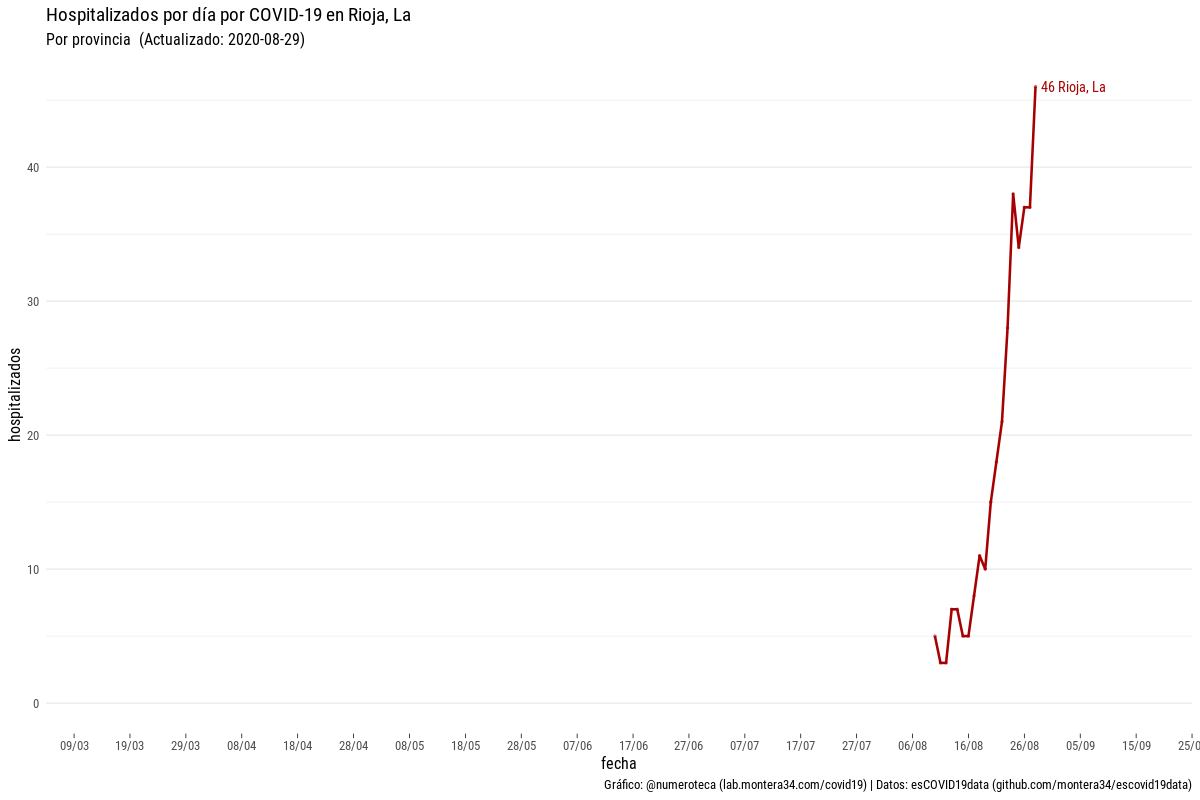 Hospitalizados por día por COVID-19 en Rioja, La
Por provincia  (Actualizado: 2020-08-29)
46 Rioja, La
40
30
20
10
0
hospitalizados
09/03 19/03 29/03 08/04 18/04 28/04 08/05 18/05 28/05 07/06 17/06 27/06 07/07 17/07 27/07 06/08 16/08 26/08 05/09 15/09 25/0
fecha
Gráfico: @numeroteca (lab.montera34.com/covid19) | Datos: esCOVID19data (github.com/montera34/escovid19data)